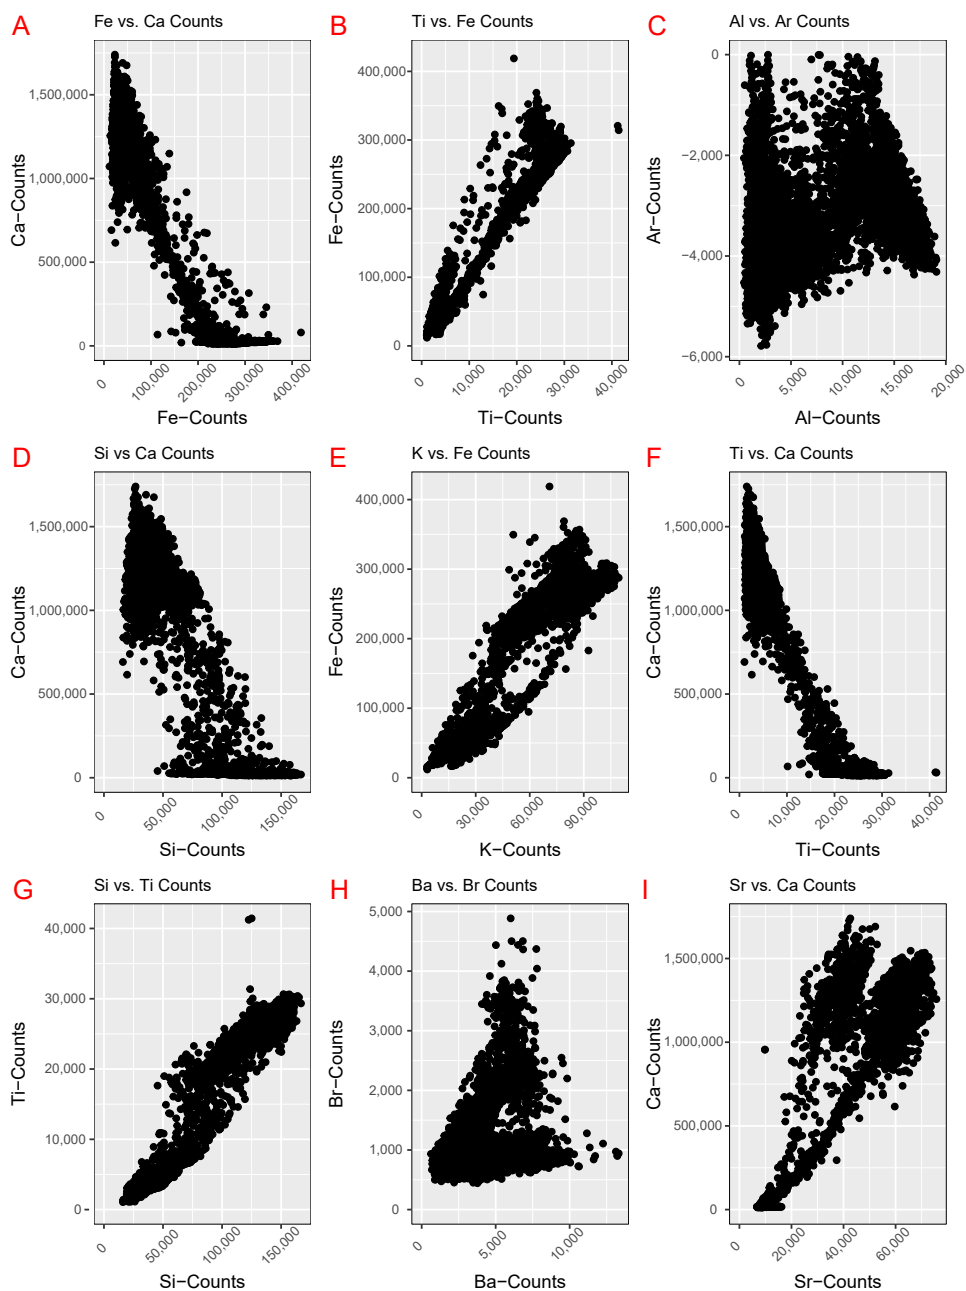 A Fe vs. Ca Counts
Ca−Counts
1,500,000
1,000,000
500,000
0
0 100,000 200,000 300,000 400,000
Fe−Counts
B Ti vs. Fe Counts
Fe−Counts
400,000
300,000
200,000
100,000
0
0 10,000 20,000 30,000 40,000
Ti−Counts
C Al vs. Ar Counts
Ar−Counts
0
−2,000
−4,000
−6,000
0 5,000 10,000 15,000 20,000
Al−Counts
D Si vs Ca Counts
Ca−Counts
1,500,000
1,000,000
500,000
0
0 50,000 100,000 150,000
Si−Counts
E K vs. Fe Counts
Fe−Counts
400,000
300,000
200,000
100,000
0
0 30,000 60,000 90,000
K−Counts
F Ti vs. Ca Counts
Ca−Counts
1,500,000
1,000,000
500,000
0
0 10,000 20,000 30,000 40,000
Ti−Counts
G Si vs. Ti Counts
Ti−Counts
40,000
30,000
20,000
10,000
0
0 50,000 100,000 150,000
Si−Counts
H Ba vs. Br Counts
Br−Counts
5,000
4,000
3,000
2,000
1,000
0
0 5,000 10,000
Ba−Counts
I Sr vs. Ca Counts
Ca−Counts
1,500,000
1,000,000
500,000
0
0 20,000 40,000 60,000
Sr−Counts